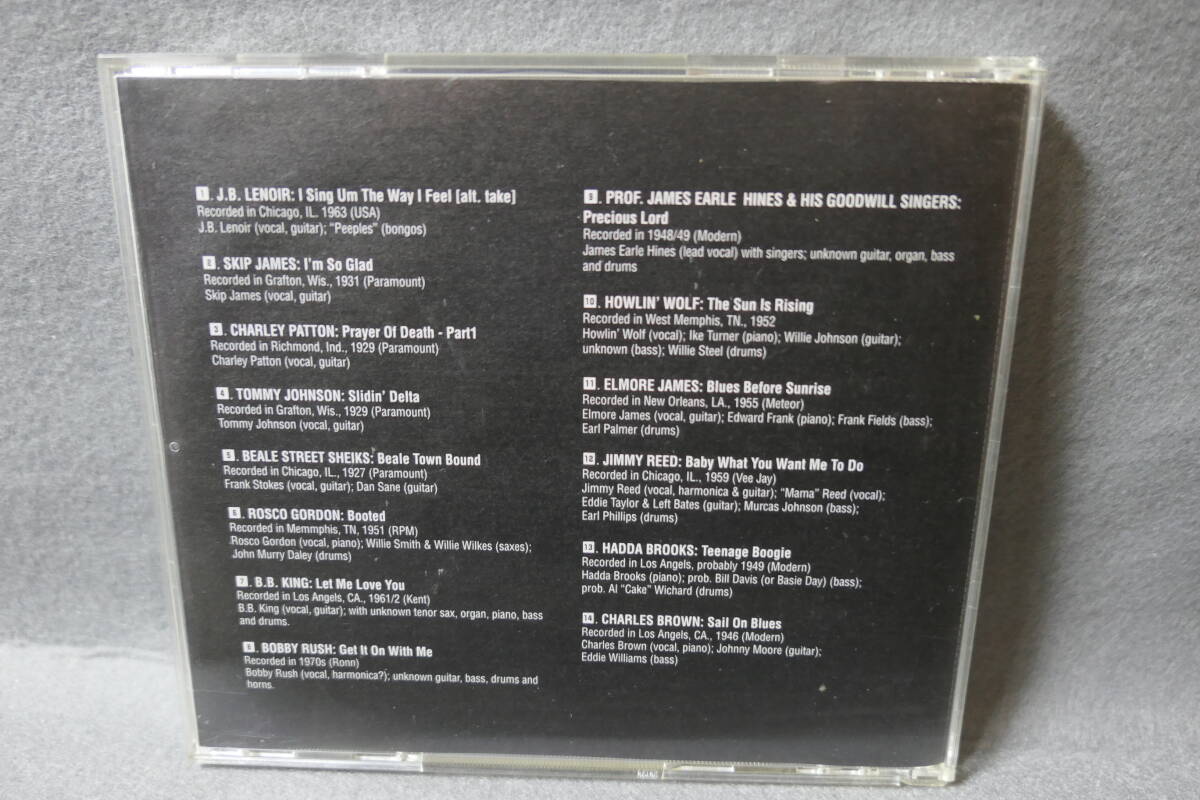 1. J.B. LENOIR: I Sing Um The Way I Feel [alt. take]
Recorded in Chicago, IL. 1963 (USA)
J.B. Lenoir (vocal, guitar); "Peeples" (bongos)
2. SKIP JAMES: I'm So Glad
Recorded in Grafton, Wis., 1931 (Paramount)
Skip James (vocal, guitar)
3. CHARLEY PATTON: Prayer Of Death - Part1
Recorded in Richmond, Ind., 1929 (Paramount)
Charley Patton (vocal, guitar)
4. TOMMY JOHNSON: Slidin' Delta
Recorded in Grafton, Wis., 1929 (Paramount)
Tommy Johnson (vocal, guitar)
5. BEALE STREET SHEIKS: Beale Town Bound
Recorded in Chicago, IL., 1927 (Paramount)
Frank Stokes (vocal, guitar); Dan Sane (guitar)
6. ROSCO GORDON: Booted
Recorded in Memmphis, TN, 1951 (RPM)
Rosco Gordon (vocal, piano); Willie Smith & Willie Wilkes (saxes);
John Murry Daley (drums)
7. B.B. KING: Let Me Love You
Recorded in Los Angels, CA., 1961/2 (Kent)
B.B. King (vocal, guitar); with unknown tenor sax, organ, piano, bass
and drums.
8. BOBBY RUSH: Get It On With Me
Recorded in 1970s (Ronn)
Bobby Rush (vocal, harmonica?); unknown guitar, bass, drums and
horns.
9. PROF. JAMES EARLE HINES & HIS GOODWILL SINGERS:
Precious Lord
Recorded in 1948/49 (Modern)
James Earle Hines (lead vocal) with singers; unknown guitar, organ, bass
and drums
10. HOWLIN' WOLF: The Sun Is Rising
Recorded in West Memphis, TN., 1952
Howlin' Wolf (vocal); Ike Turner (piano); Willie Johnson (guitar);
unknown (bass); Willie Steel (drums)
11. ELMORE JAMES: Blues Before Sunrise
Recorded in New Orleans, LA., 1955 (Meteor)
Elmore James (vocal, guitar); Edward Frank (piano); Frank Fields (bass);
Earl Palmer (drums)
12. JIMMY REED: Baby What You Want Me To Do
Recorded in Chicago, IL., 1959 (Vee Jay)
Jimmy Reed (vocal, harmonica & guitar); "Mama" Reed (vocal);
Eddie Taylor & Left Bates (guitar); Murcas Johnson (bass);
Earl Phillips (drums)
13. HADDA BROOKS: Teenage Boogie
Recorded in Los Angels, probably 1949 (Modern)
Hadda Brooks (piano); prob. Bill Davis (or Basie Day) (bass);
prob. Al "Cake" Wichard (drums)
14. CHARLES BROWN: Sail On Blues
Recorded in Los Angels, CA., 1946 (Modern)
Charles Brown (vocal, piano); Johnny Moore (guitar);
Eddie Williams (bass)